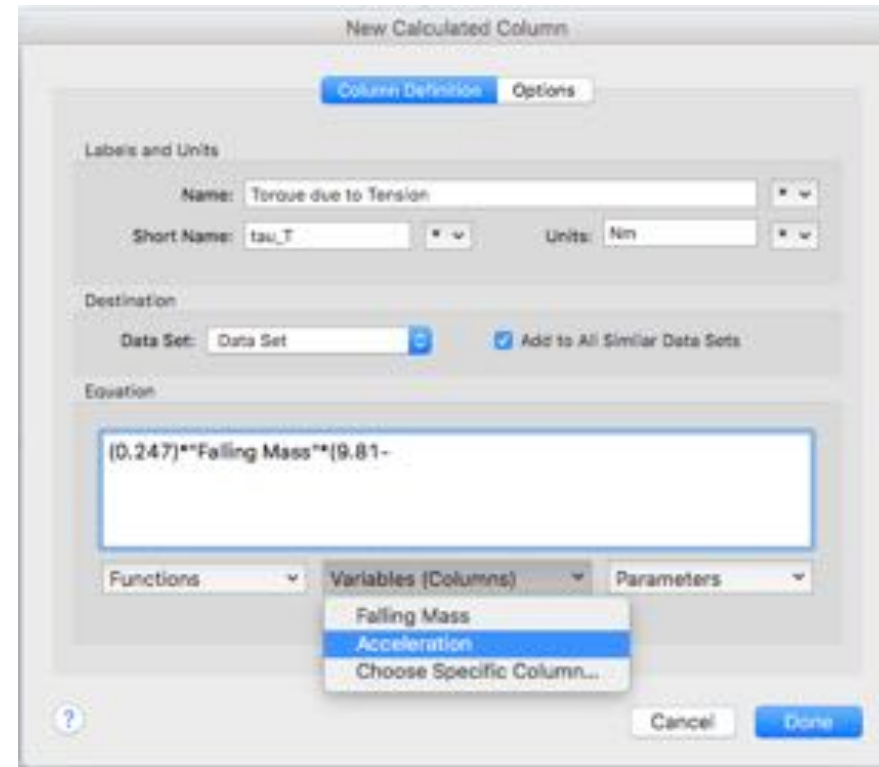 New Calculated Column
Column Definition Options
Labels and Units
Name: Torque due to Tension
Short Name: tau_T Units: Nm
Destination
Data Set: Data Set Add to All Similar Data Sets
Equation
(0.247)*"Falling Mass"*(9.81-
Functions Variables (Columns) Parameters
Falling Mass
Acceleration
Choose Specific Column...
? Cancel Done